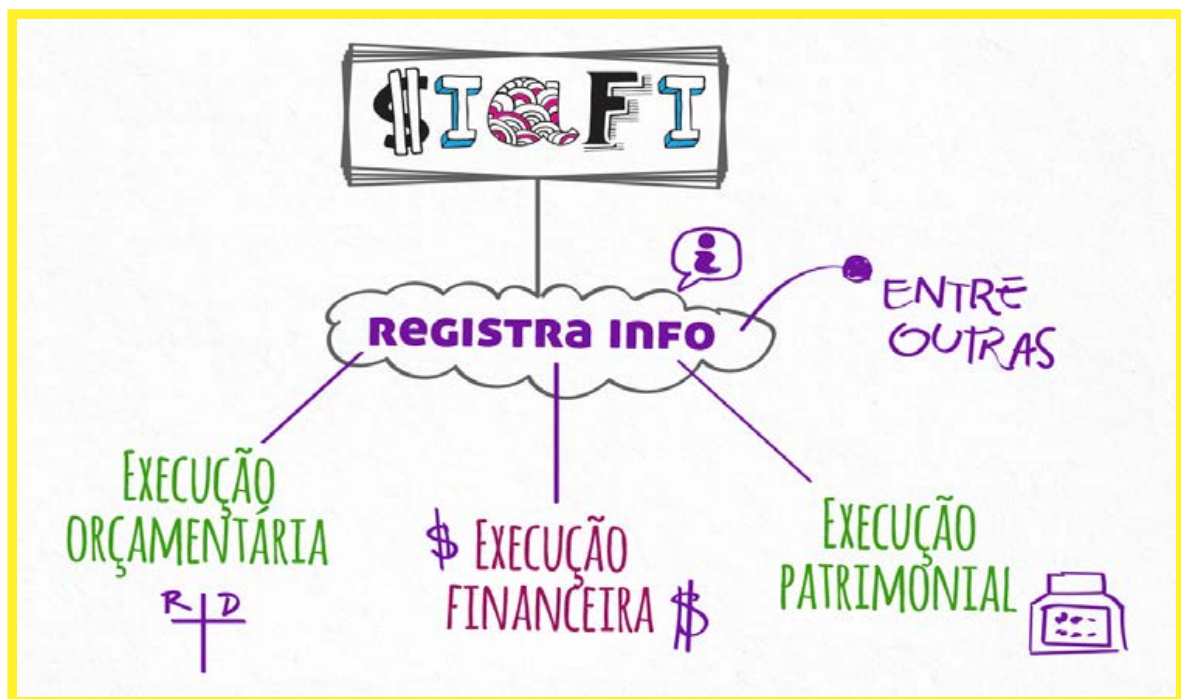 $IaFI
i
REGISTRa INFO
ENTRE
OUTRAS
EXECUÇÃO
ORÇAMENTÁRIA
R D
$ EXECUÇÃO
FINANCEIRA $
EXECUÇÃO
PATRIMONIAL